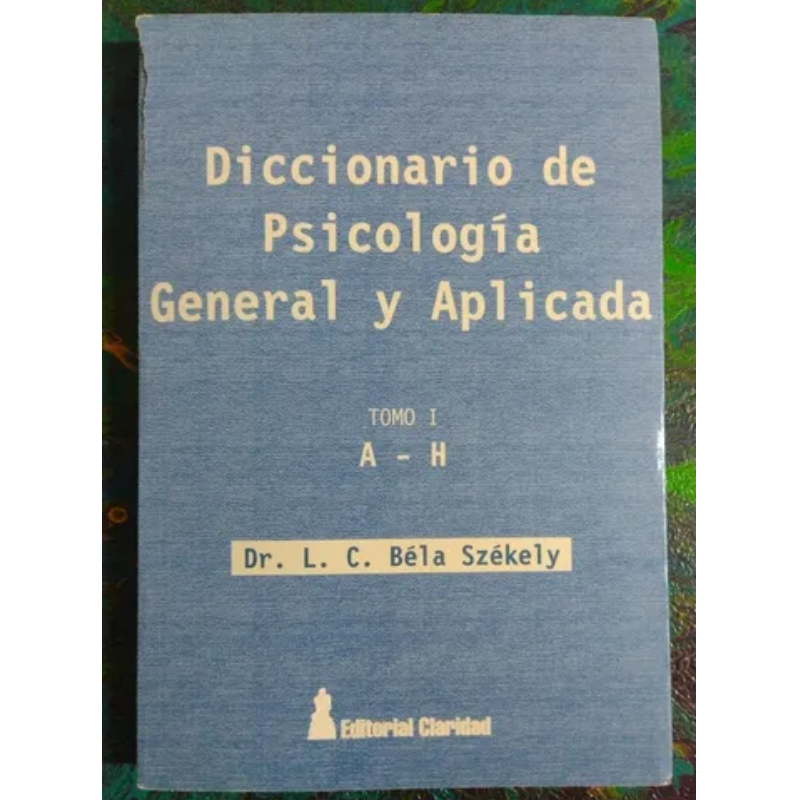 Diccionario de
Psicología
General y Aplicada
TOMO I
A - H
Dr. L. C. Béla Székely
Editorial Claridad